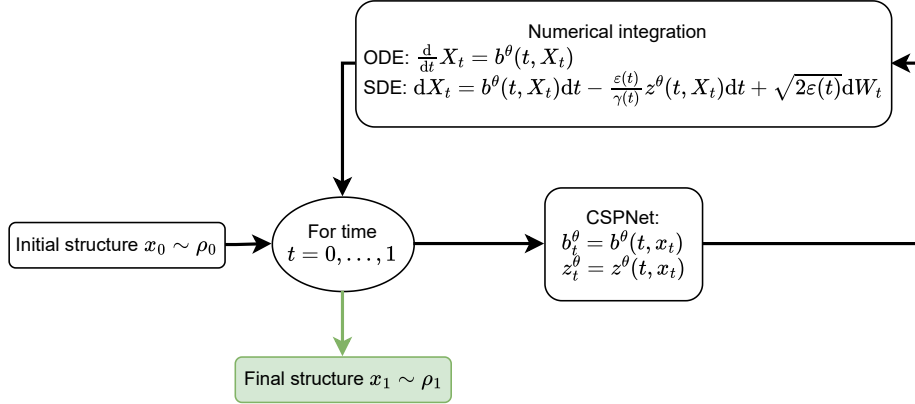 Numerical integration
ODE: $\frac{\mathrm{d}}{\mathrm{d}t}X_t = b^\theta(t, X_t)$
SDE: $\mathrm{d}X_t = b^\theta(t, X_t)\mathrm{d}t - \frac{\varepsilon(t)}{\gamma(t)}z^\theta(t, X_t)\mathrm{d}t + \sqrt{2\varepsilon(t)}\mathrm{d}W_t$
Initial structure $x_0 \sim \rho_0$
For time
$t = 0, \ldots, 1$
CSPNet:
$b_t^\theta = b^\theta(t, x_t)$
$z_t^\theta = z^\theta(t, x_t)$
Final structure $x_1 \sim \rho_1$